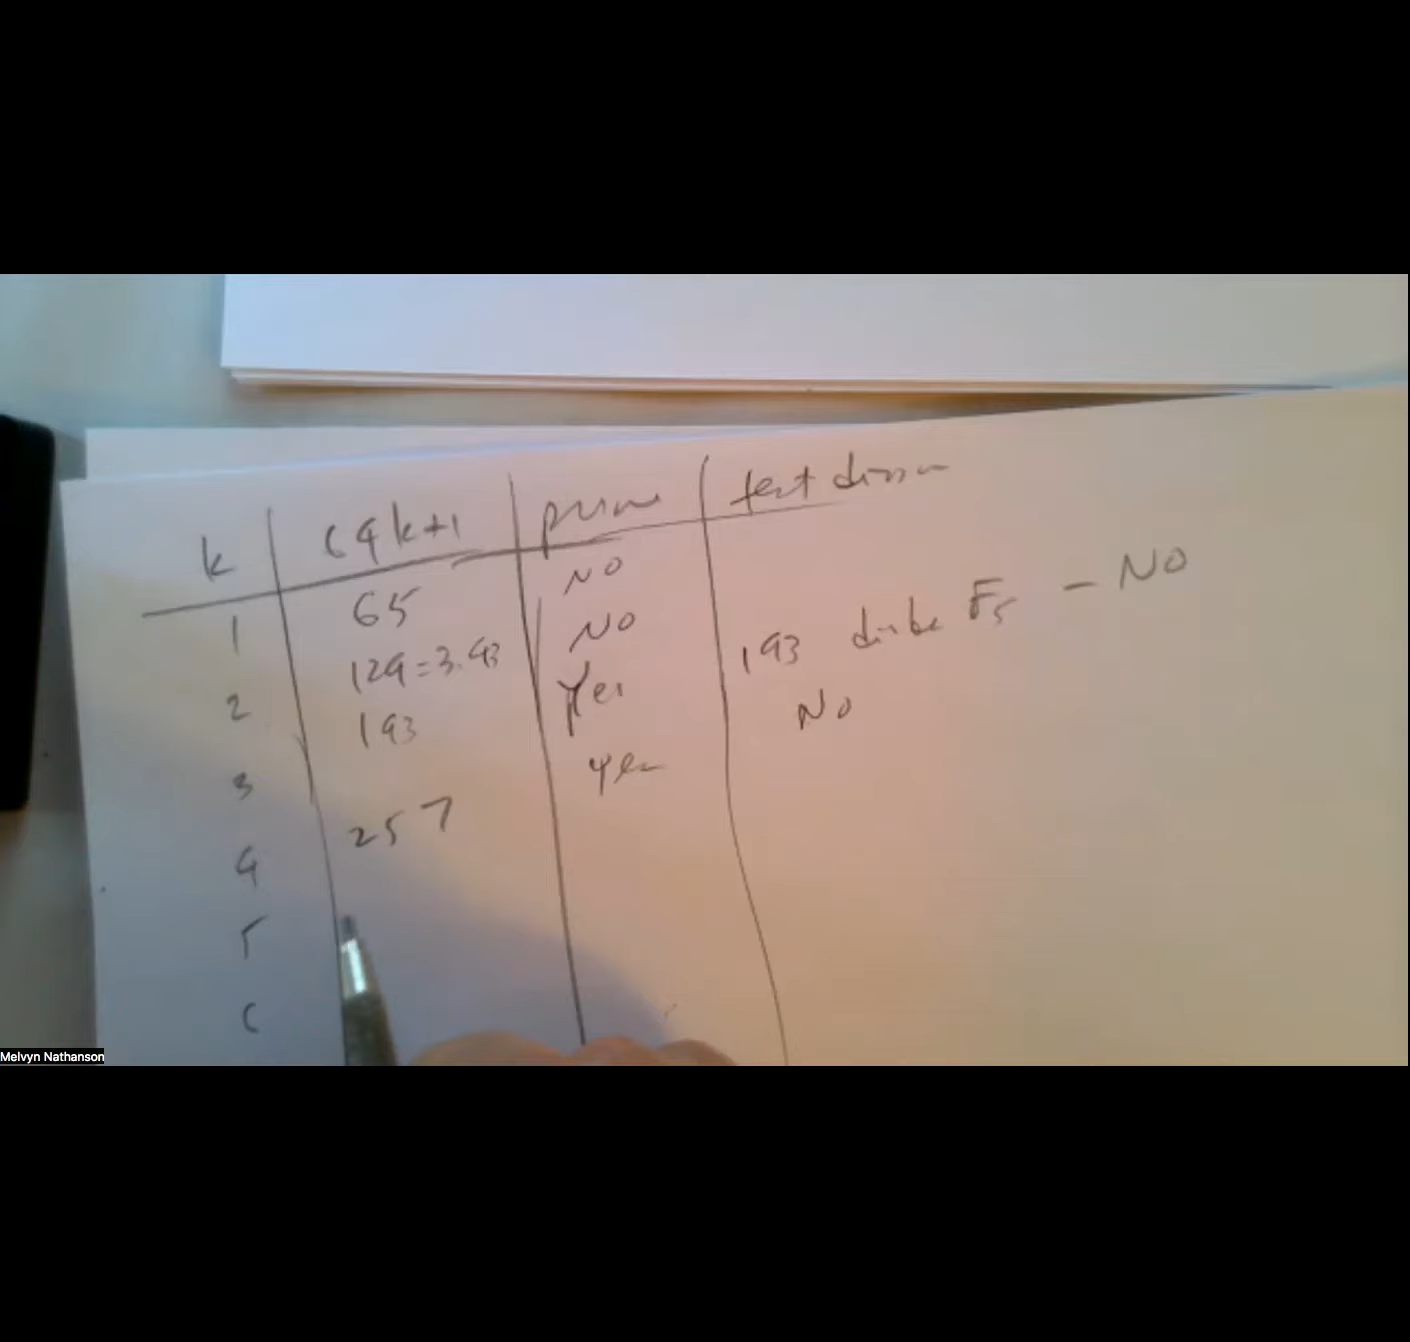 k 64k+1 prime test division
1 65 NO
2 129=3.43 NO
3 193 Yes 193 divide F5 - NO
4 257 yes No
5
6
Melvyn Nathanson